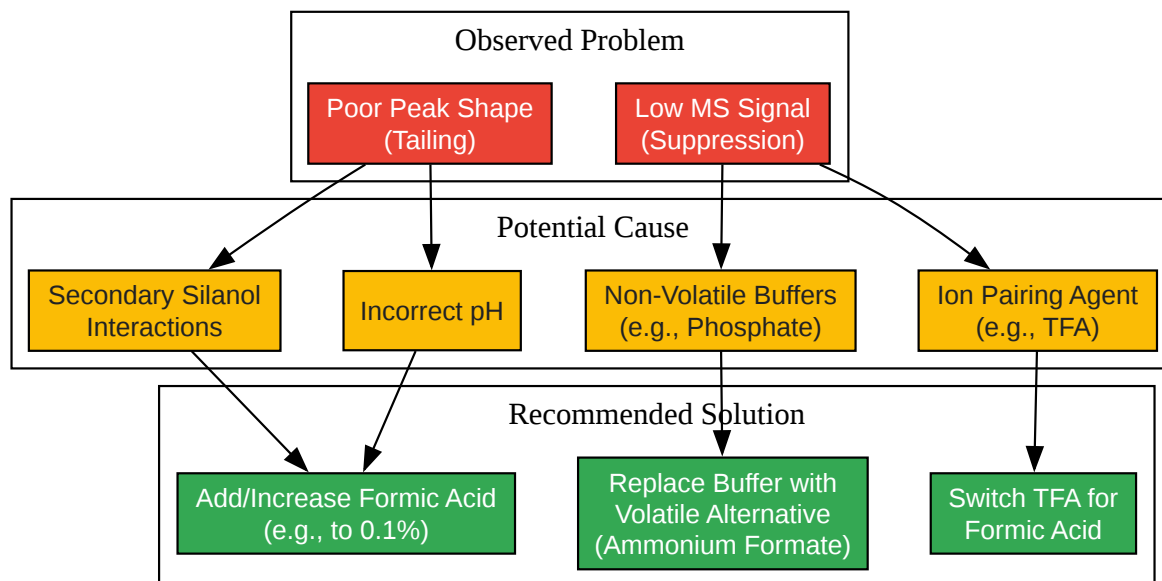 Observed Problem
Poor Peak Shape
(Tailing)
Low MS Signal
(Suppression)
Potential Cause
Secondary Silanol
Interactions
Incorrect pH
Non-Volatile Buffers
(e.g., Phosphate)
Ion Pairing Agent
(e.g., TFA)
Recommended Solution
Add/Increase Formic Acid
(e.g., to 0.1%)
Replace Buffer with
Volatile Alternative
(Ammonium Formate)
Switch TFA for
Formic Acid